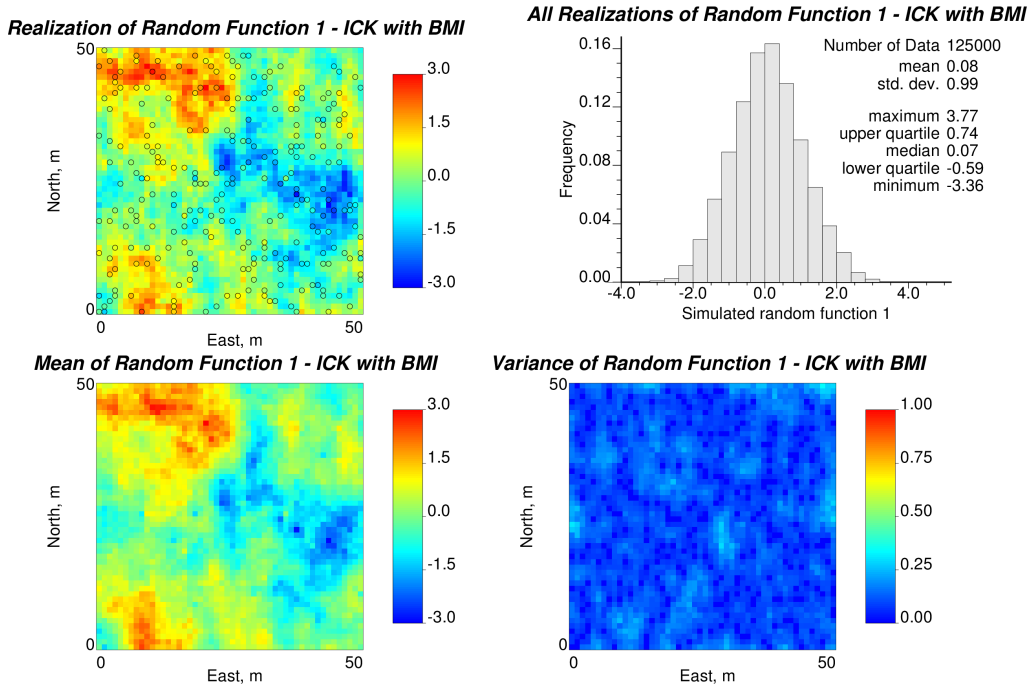 Realization of Random Function 1 - ICK with BMI
50
North, m
0
0
50
East, m
3.0
1.5
0.0
-1.5
-3.0
All Realizations of Random Function 1 - ICK with BMI
Frequency
0.16
0.12
0.08
0.04
0.00
-4.0
-2.0
0.0
2.0
4.0
Simulated random function 1
Number of Data 125000
mean 0.08
std. dev. 0.99
maximum 3.77
upper quartile 0.74
median 0.07
lower quartile -0.59
minimum -3.36
Mean of Random Function 1 - ICK with BMI
50
North, m
0
0
50
East, m
3.0
1.5
0.0
-1.5
-3.0
Variance of Random Function 1 - ICK with BMI
50
North, m
0
0
50
East, m
1.00
0.75
0.50
0.25
0.00